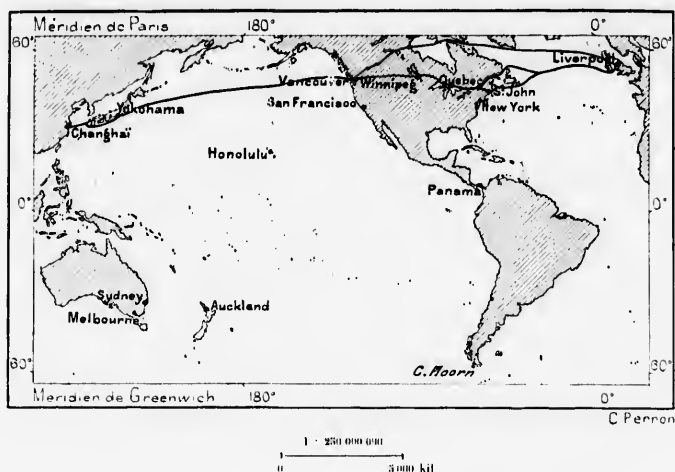 Méridien de Paris 180° 0°
60° 60°
Liverpool
Vancouver Winnipeg Quebec
S. John
San Francisco New York
Yokohama
Changhaï
Honolulu
Panama
0° 0°
Sydney Auckland
Melbourne
60° 60°
C. Hoorn
Méridien de Greenwich 180° 0°
C Perron
1 : 250 000 000
0 5 000 kil